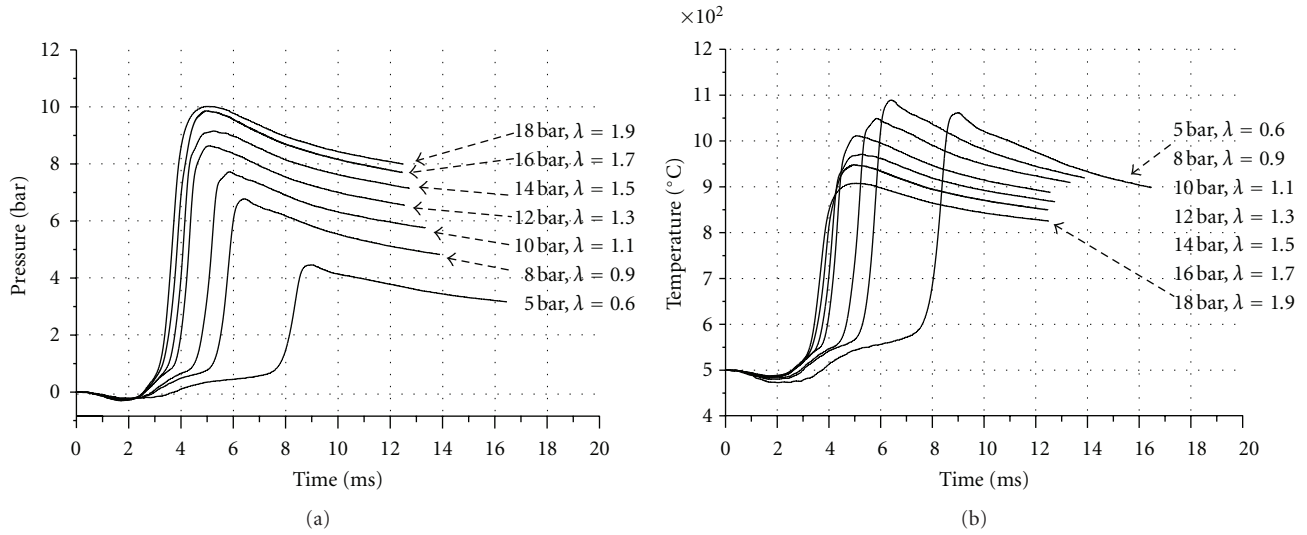 12
10
8
6
4
2
0
Pressure (bar)
0 2 4 6 8 10 12 14 16 18 20
Time (ms)
18 bar, λ = 1.9
16 bar, λ = 1.7
14 bar, λ = 1.5
12 bar, λ = 1.3
10 bar, λ = 1.1
8 bar, λ = 0.9
5 bar, λ = 0.6
(a)
×10²
12
11
10
9
8
7
6
5
4
Temperature (°C)
0 2 4 6 8 10 12 14 16 18 20
Time (ms)
5 bar, λ = 0.6
8 bar, λ = 0.9
10 bar, λ = 1.1
12 bar, λ = 1.3
14 bar, λ = 1.5
16 bar, λ = 1.7
18 bar, λ = 1.9
(b)